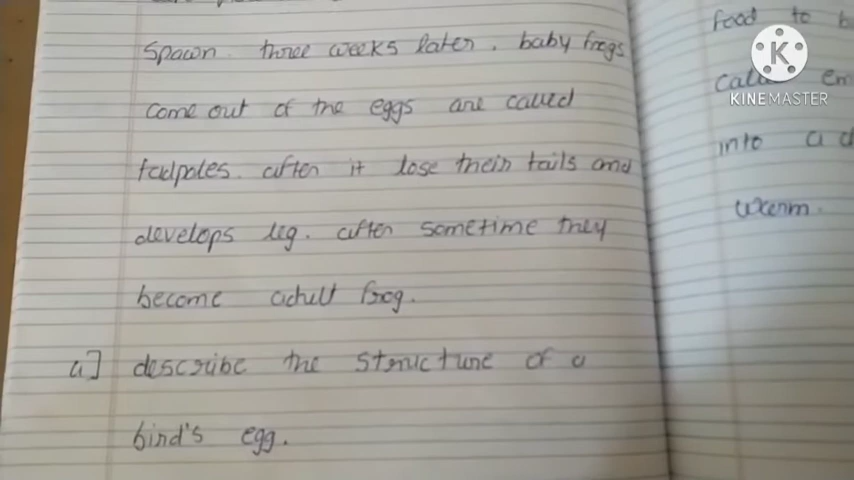 spawn. three weeks later. baby frogs
come out of the eggs are called
tadpoles. after it lose their tails and
develops leg. after sometime they
become adult frog.
a] describe the structure of a
bird's egg.
food to
KINEMASTER
into a
warm.